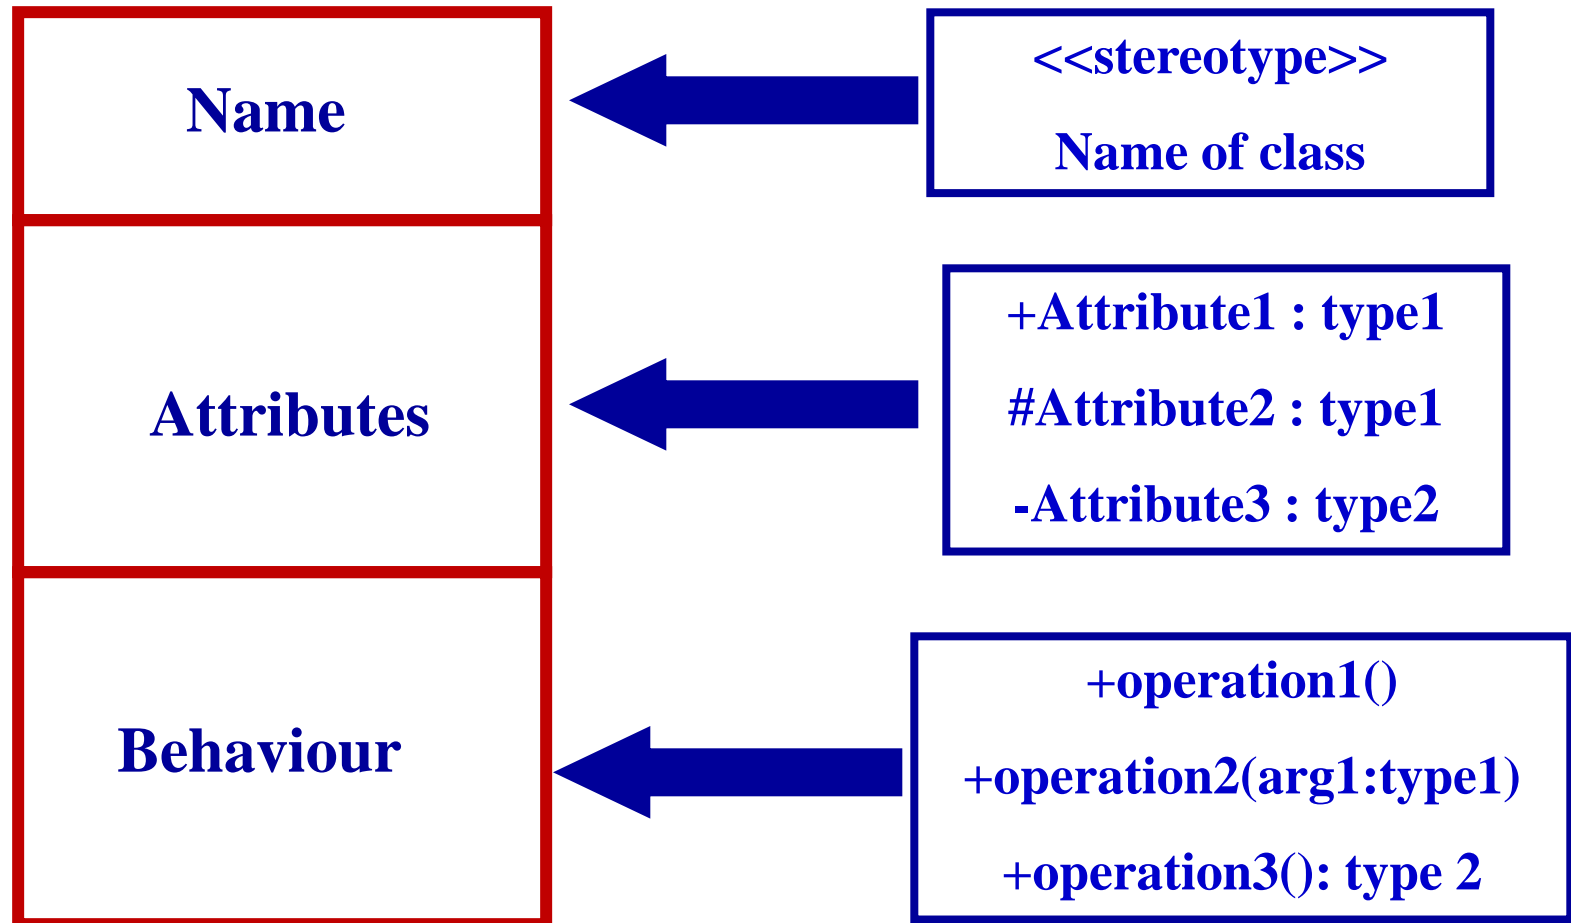 Name
<<stereotype>>
Name of class
Attributes
+Attribute1 : type1
#Attribute2 : type1
-Attribute3 : type2
Behaviour
+operation1()
+operation2(arg1:type1)
+operation3(): type 2